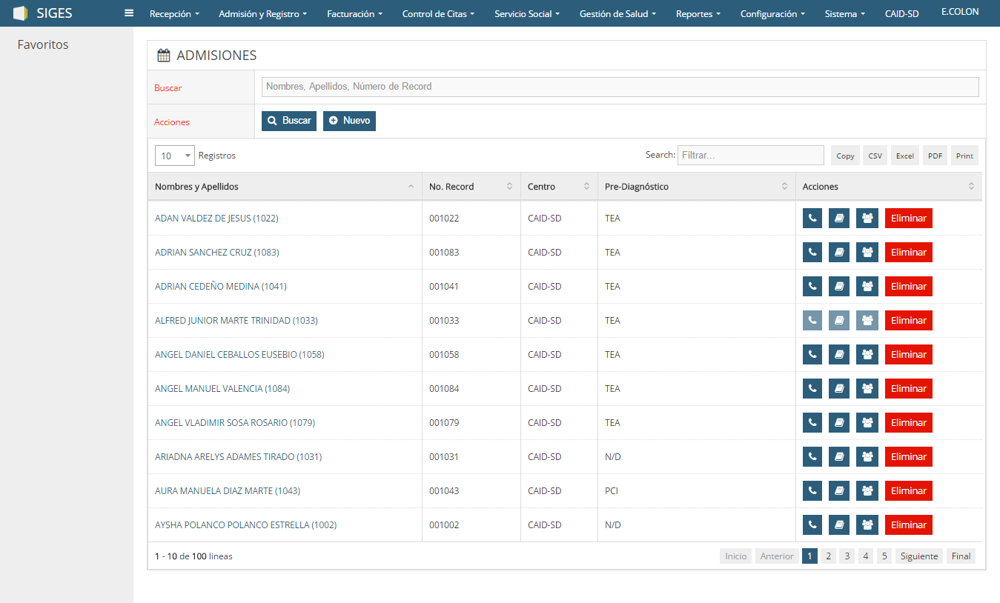 SIGES Recepción Admisión y Registro Facturación Control de Citas Servicio Social Gestión de Salud Reportes Configuración Sistema CAID-SD E.COLON
Favoritos
ADMISIONES
Buscar Nombres, Apellidos, Número de Record
Acciones Buscar Nuevo
10 Registros Search: Filtrar... Copy CSV Excel PDF Print
Nombres y Apellidos No. Record Centro Pre-Diagnóstico Acciones
ADAN VALDEZ DE JESUS (1022) 001022 CAID-SD TEA Eliminar
ADRIAN SANCHEZ CRUZ (1083) 001083 CAID-SD TEA Eliminar
ADRIAN CEDEÑO MEDINA (1041) 001041 CAID-SD TEA Eliminar
ALFRED JUNIOR MARTE TRINIDAD (1033) 001033 CAID-SD TEA Eliminar
ANGEL DANIEL CEBALLOS EUSEBIO (1058) 001058 CAID-SD TEA Eliminar
ANGEL MANUEL VALENCIA (1084) 001084 CAID-SD TEA Eliminar
ANGEL VLADIMIR SOSA ROSARIO (1079) 001079 CAID-SD TEA Eliminar
ARIADNA ARELYS ADAMES TIRADO (1031) 001031 CAID-SD N/D Eliminar
AURA MANUELA DIAZ MARTE (1043) 001043 CAID-SD PCI Eliminar
AYSHA POLANCO POLANCO ESTRELLA (1002) 001002 CAID-SD N/D Eliminar
1 - 10 de 100 lineas Inicio Anterior 1 2 3 4 5 Siguiente Final